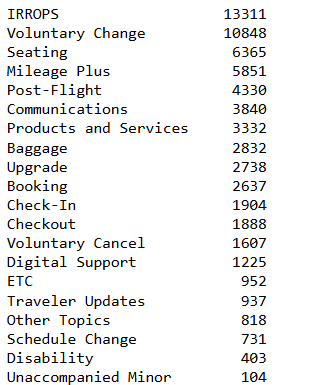 IRROPS 13311
Voluntary Change 10848
Seating 6365
Mileage Plus 5851
Post-Flight 4330
Communications 3840
Products and Services 3332
Baggage 2832
Upgrade 2738
Booking 2637
Check-In 1904
Checkout 1888
Voluntary Cancel 1607
Digital Support 1225
ETC 952
Traveler Updates 937
Other Topics 818
Schedule Change 731
Disability 403
Unaccompanied Minor 104